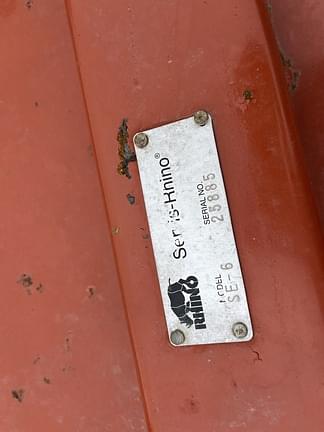 RHINO
Servis-Rhino®
MODEL
SE-6
SERIAL NO.
25885